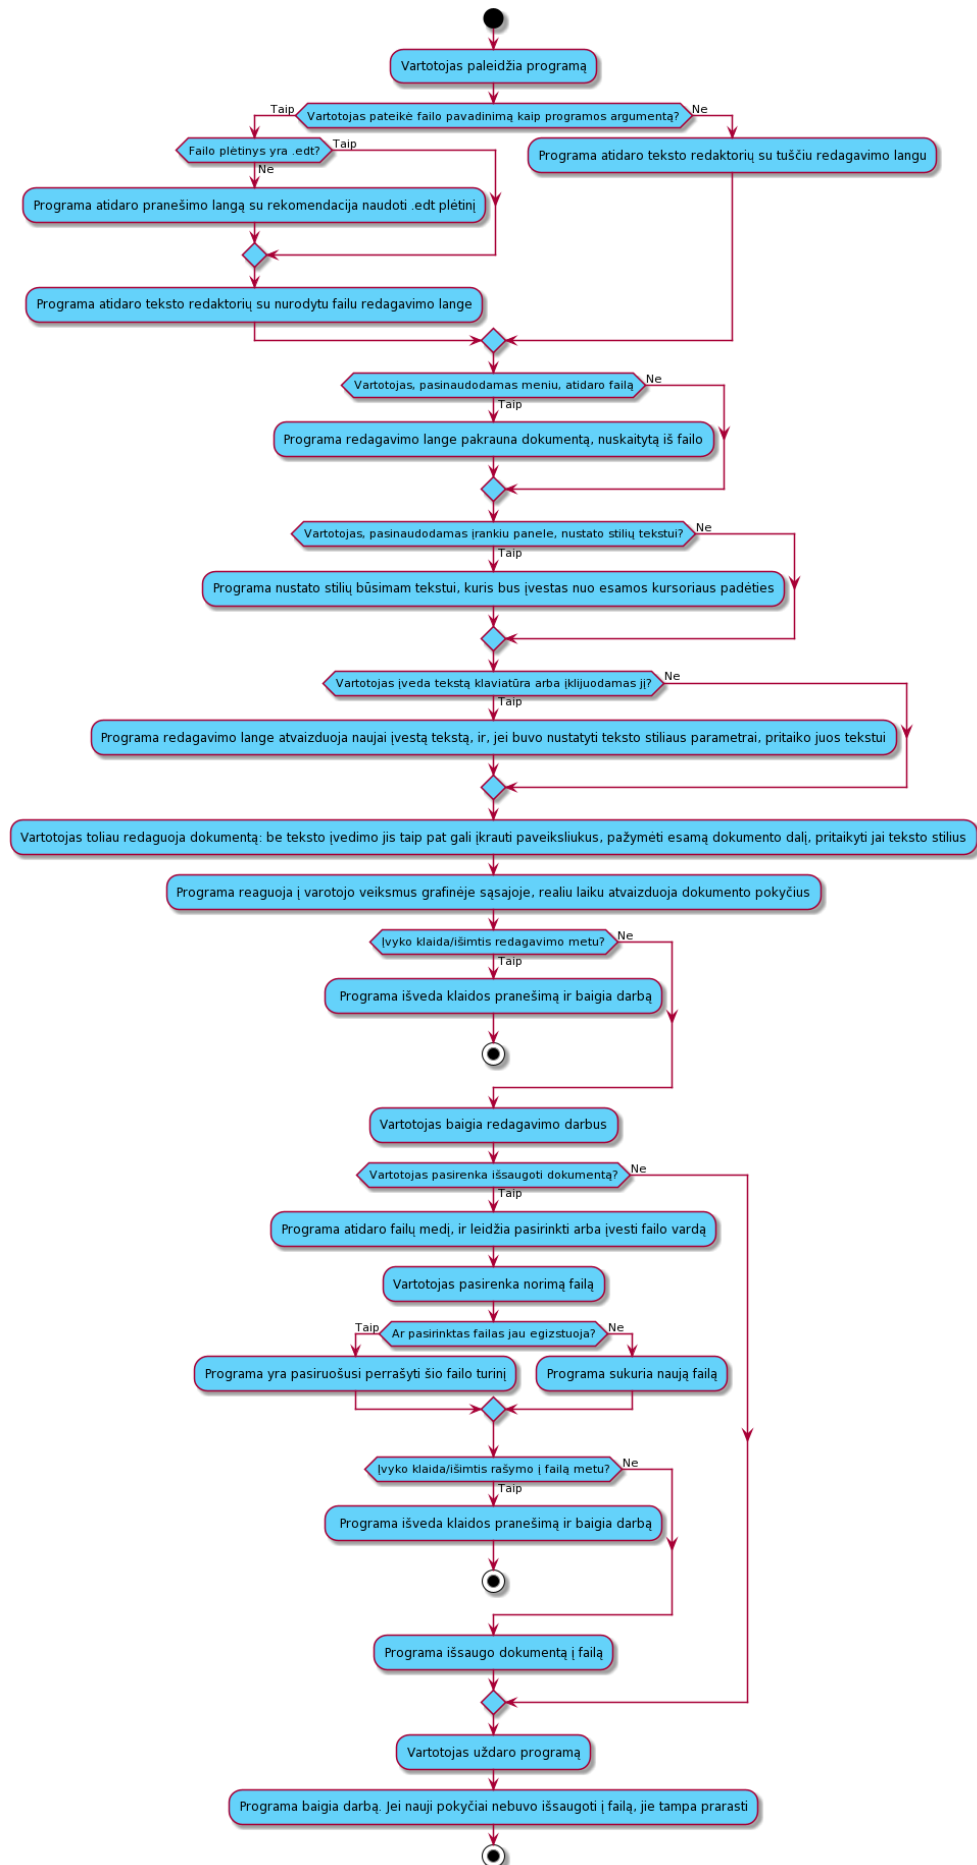 Vartotojas paleidžia programą
Taip
Vartotojas pateikė failo pavadinimą kaip programos argumentą?
Ne
Failo plėtinys yra .edt?
Taip
Programa atidaro teksto redaktorių su tuščiu redagavimo langu
Ne
Programa atidaro pranešimo langą su rekomendacija naudoti .edt plėtinį
Programa atidaro teksto redaktorių su nurodytu failu redagavimo lange
Vartotojas, pasinaudodamas meniu, atidaro failą
Ne
Taip
Programa redagavimo lange pakrauna dokumentą, nuskaitytą iš failo
Vartotojas, pasinaudodamas įrankiu panele, nustato stilių tekstui?
Ne
Taip
Programa nustato stilių būsimam tekstui, kuris bus įvestas nuo esamos kursoriaus padėties
Vartotojas įveda tekstą klaviatūra arba įklijuodamas jį?
Ne
Taip
Programa redagavimo lange atvaizduoja naujai įvestą tekstą, ir, jei buvo nustatyti teksto stiliaus parametrai, pritaiko juos tekstui
Vartotojas toliau redaguoja dokumentą: be teksto įvedimo jis taip pat gali įkrauti paveiksliukus, pažymėti esamą dokumento dalį, pritaikyti jai teksto stilius
Programa reaguoja į varotojo veiksmus grafinėje sąsajoje, realiu laiku atvaizduoja dokumento pokyčius
Įvyko klaida/išimtis redagavimo metu?
Ne
Taip
Programa išveda klaidos pranešimą ir baigia darbą
Vartotojas baigia redagavimo darbus
Vartotojas pasirenka išsaugoti dokumentą?
Ne
Taip
Programa atidaro failų medį, ir leidžia pasirinkti arba įvesti failo vardą
Vartotojas pasirenka norimą failą
Taip
Ar pasirinktas failas jau egizstuoja?
Ne
Programa yra pasiruošusi perrašyti šio failo turinį
Programa sukuria naują failą
Įvyko klaida/išimtis rašymo į failą metu?
Ne
Taip
Programa išveda klaidos pranešimą ir baigia darbą
Programa išsaugo dokumentą į failą
Vartotojas uždaro programą
Programa baigia darbą. Jei nauji pokyčiai nebuvo išsaugoti į failą, jie tampa prarasti